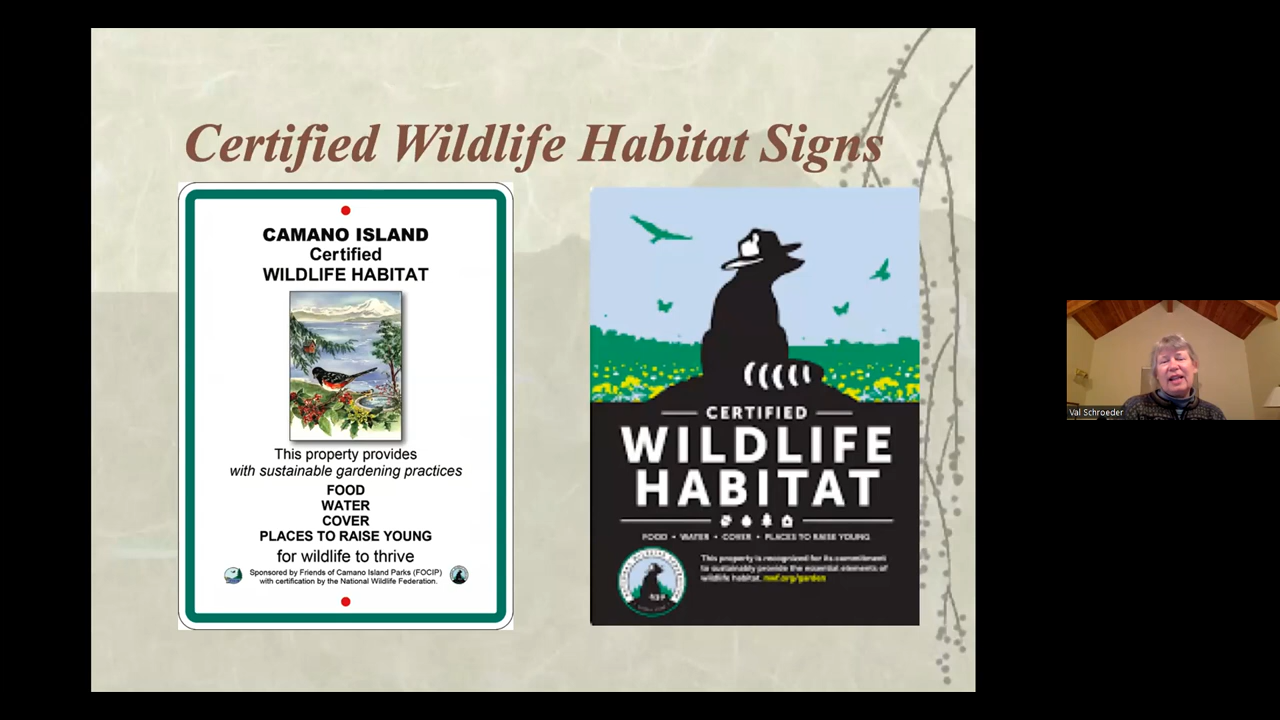 Certified Wildlife Habitat Signs
CAMANO ISLAND
Certified
WILDLIFE HABITAT
This property provides
with sustainable gardening practices
FOOD
WATER
COVER
PLACES TO RAISE YOUNG
for wildlife to thrive
Sponsored by Friends of Camano Island Parks (FOCIP)
with certification by the National Wildlife Federation.
CERTIFIED
WILDLIFE
HABITAT
FOOD • WATER • COVER • PLACES TO RAISE YOUNG
This property is recognized for its commitment
to sustainably provide the essential elements of
wildlife habitat. nwf.org/garden
Val Schroeder